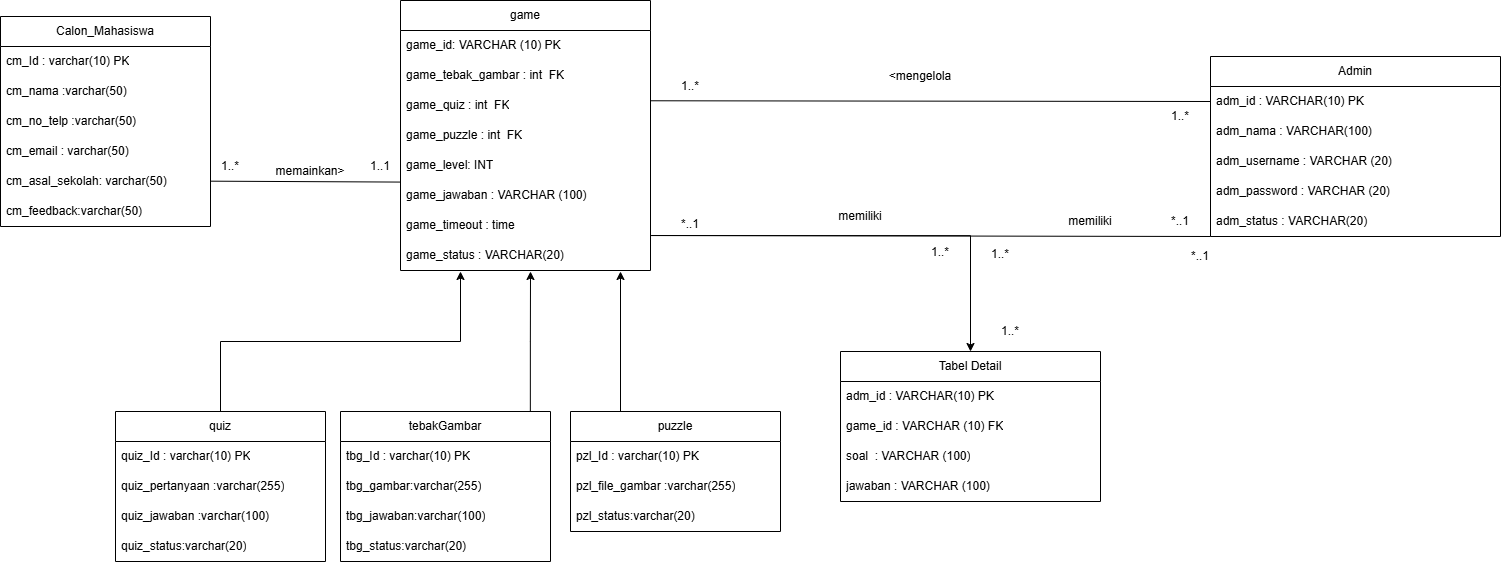 Calon_Mahasiswa
cm_Id : varchar(10) PK
cm_nama :varchar(50)
cm_no_telp :varchar(50)
cm_email : varchar(50)
cm_asal_sekolah: varchar(50)
cm_feedback:varchar(50)
1..*
memainkan>
1..1
game
game_id: VARCHAR (10) PK
game_tebak_gambar : int  FK
game_quiz : int  FK
game_puzzle : int  FK
game_level: INT
game_jawaban : VARCHAR (100)
game_timeout : time
game_status : VARCHAR(20)
1..*
<mengelola
1..*
Admin
adm_id : VARCHAR(10) PK
adm_nama : VARCHAR(100)
adm_username : VARCHAR (20)
adm_password : VARCHAR (20)
adm_status : VARCHAR(20)
*..1
memiliki
memiliki
*..1
1..*
1..*
*..1
1..*
Tabel Detail
adm_id : VARCHAR(10) PK
game_id : VARCHAR (10) FK
soal  : VARCHAR (100)
jawaban : VARCHAR (100)
quiz
quiz_Id : varchar(10) PK
quiz_pertanyaan :varchar(255)
quiz_jawaban :varchar(100)
quiz_status:varchar(20)
tebakGambar
tbg_Id : varchar(10) PK
tbg_gambar:varchar(255)
tbg_jawaban:varchar(100)
tbg_status:varchar(20)
puzzle
pzl_Id : varchar(10) PK
pzl_file_gambar :varchar(255)
pzl_status:varchar(20)